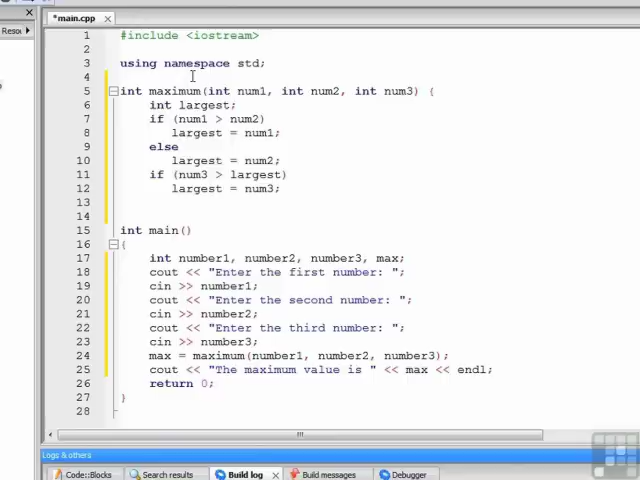 *main.cpp
Resou
1 #include <iostream>
2
3 using namespace std;
4
5 int maximum(int num1, int num2, int num3) {
6 int largest;
7 if (num1 > num2)
8 largest = num1;
9 else
10 largest = num2;
11 if (num3 > largest)
12 largest = num3;
13
14
15 int main()
16 {
17 int number1, number2, number3, max;
18 cout << "Enter the first number: ";
19 cin >> number1;
20 cout << "Enter the second number: ";
21 cin >> number2;
22 cout << "Enter the third number: ";
23 cin >> number3;
24 max = maximum(number1, number2, number3);
25 cout << "The maximum value is " << max << endl;
26 return 0;
27 }
28
Logs & others
Code::Blocks Search results Build log Build messages Debugger